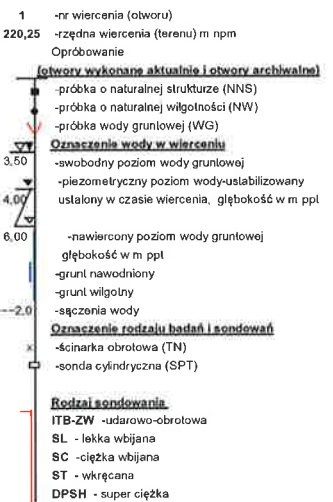 1 -nr wiercenia (otworu)
220,25 -rzędna wiercenia (terenu) m npm
Opróbowanie
(otwory wykonane aktualnie i otwory archiwalne)
-próbka o naturalnej strukturze (NNS)
-próbka o naturalnej wilgotności (NW)
-próbka wody gruntowej (WG)
Oznaczenie wody w wierceniu
3,50 -swobodny poziom wody gruntowej
-piezometryczny poziom wody-ustabilizowany
4,00 ustalony w czasie wiercenia, głębokość w m ppt
6,00 -nawiercony poziom wody gruntowej
głębokość w m ppt
-grunt nawodniony
-grunt wilgotny
~2,0 -sączenia wody
Oznaczenie rodzaju badań i sondowań
x -ścinarka obrotowa (TN)
-sonda cylindryczna (SPT)
Rodzaj sondowania
ITB-ZW -udarowo-obrotowa
SL - lekka wbijana
SC -ciężka wbijana
ST - wkręcana
DPSH - super ciężka